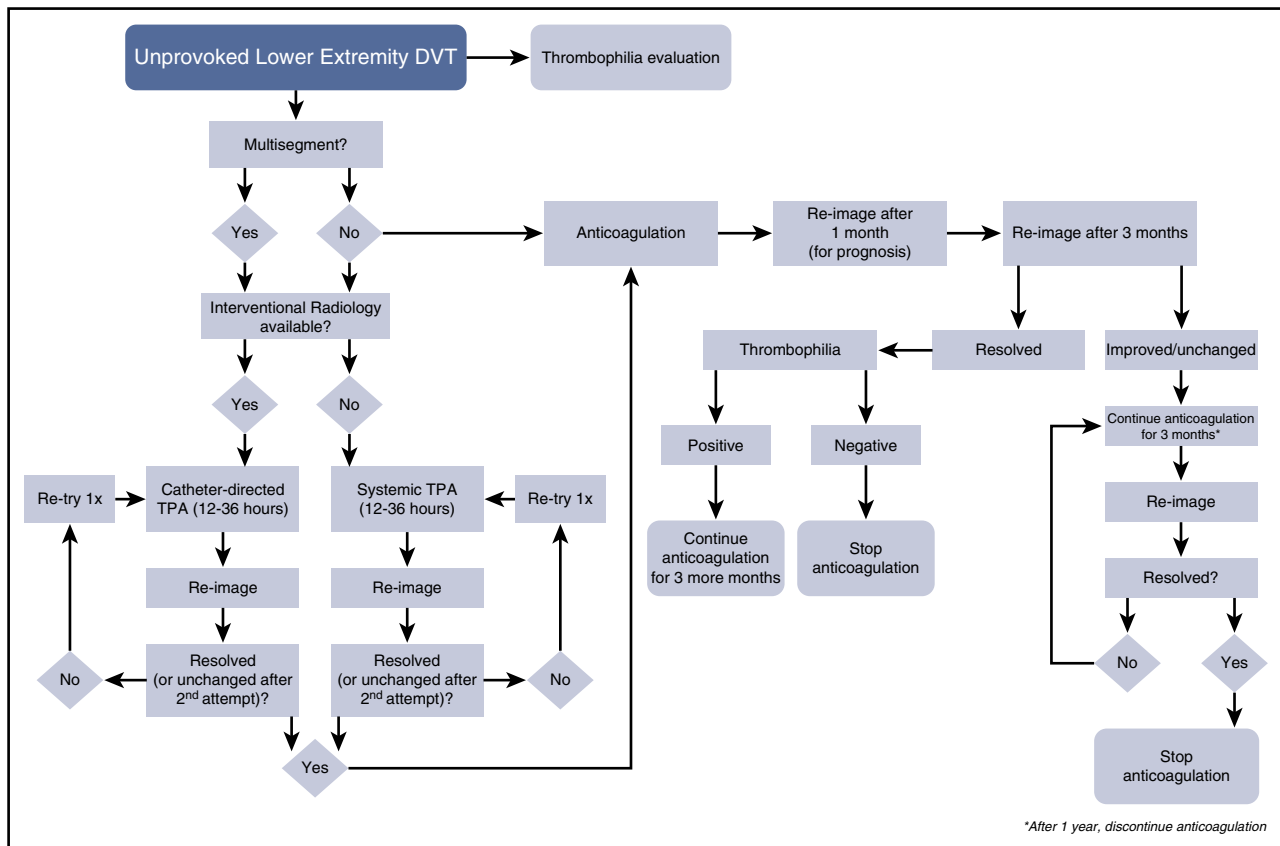 Unprovoked Lower Extremity DVT
Thrombophilia evaluation
Multisegment?
Yes
No
Anticoagulation
Re-image after
1 month
(for prognosis)
Re-image after 3 months
Interventional Radiology
available?
Thrombophilia
Resolved
Improved/unchanged
Yes
No
Continue anticoagulation
for 3 months*
Positive
Negative
Re-try 1x
Catheter-directed
TPA (12-36 hours)
Systemic TPA
(12-36 hours)
Re-try 1x
Re-image
Continue
anticoagulation
for 3 more months
Stop
anticoagulation
Re-image
Re-image
Resolved?
No
Resolved
(or unchanged after
2nd attempt)?
Resolved
(or unchanged after
2nd attempt)?
No
No
Yes
Yes
Stop
anticoagulation
*After 1 year, discontinue anticoagulation